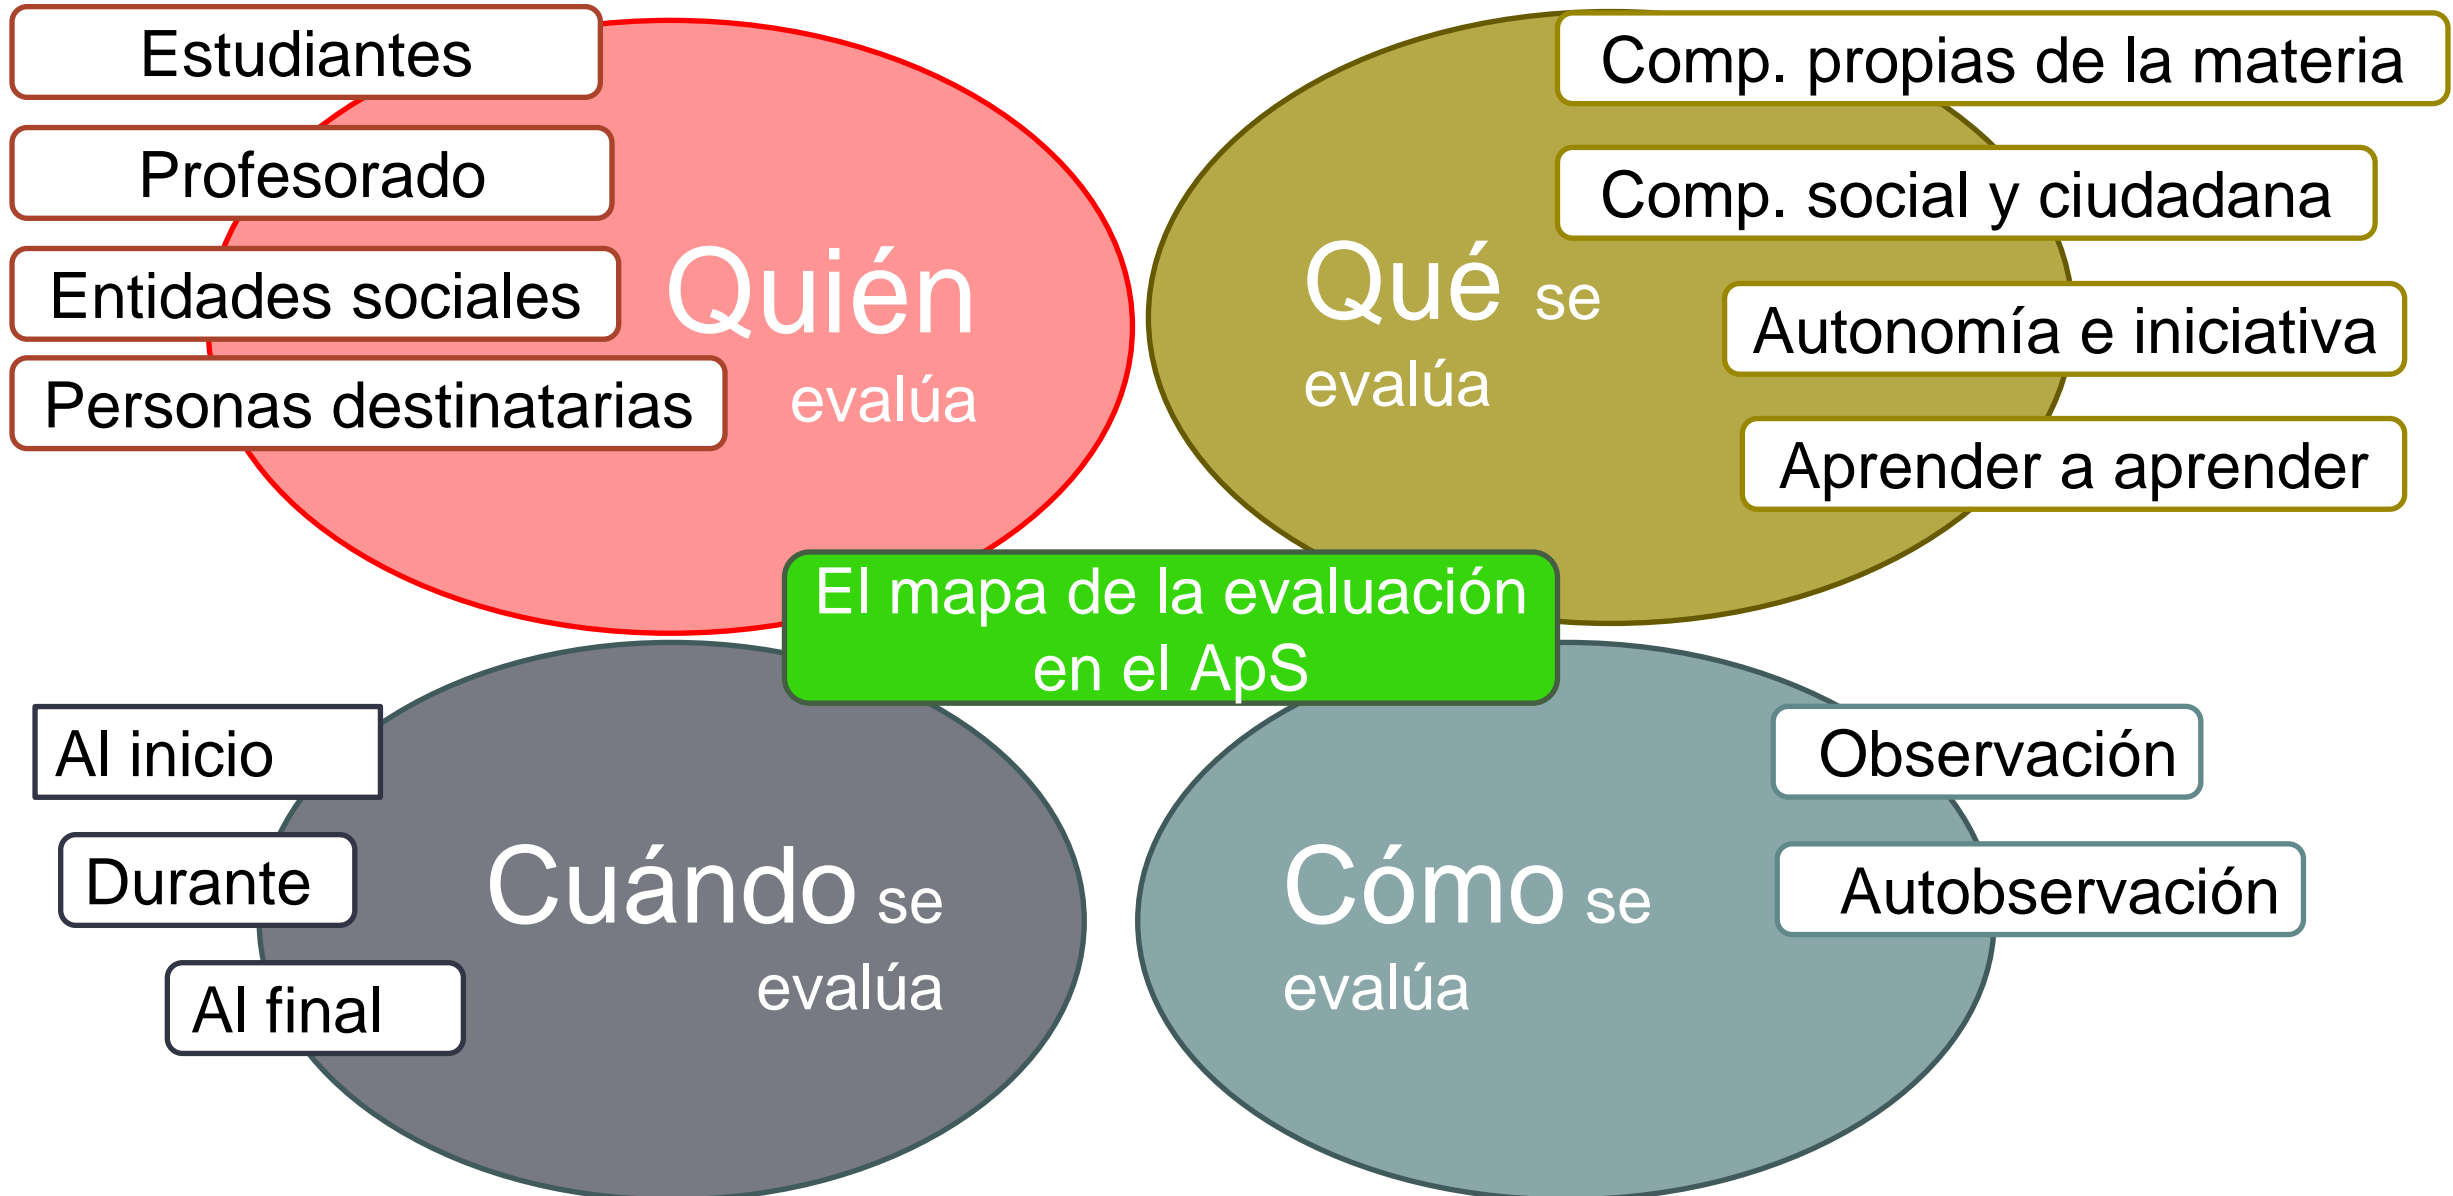 Estudiantes
Profesorado
Entidades sociales
Personas destinatarias
Quién
evalúa
Comp. propias de la materia
Comp. social y ciudadana
Autonomía e iniciativa
Aprender a aprender
Qué se
evalúa
El mapa de la evaluación
en el ApS
Al inicio
Durante
Al final
Cuándo se
evalúa
Cómo se
evalúa
Observación
Autobservación